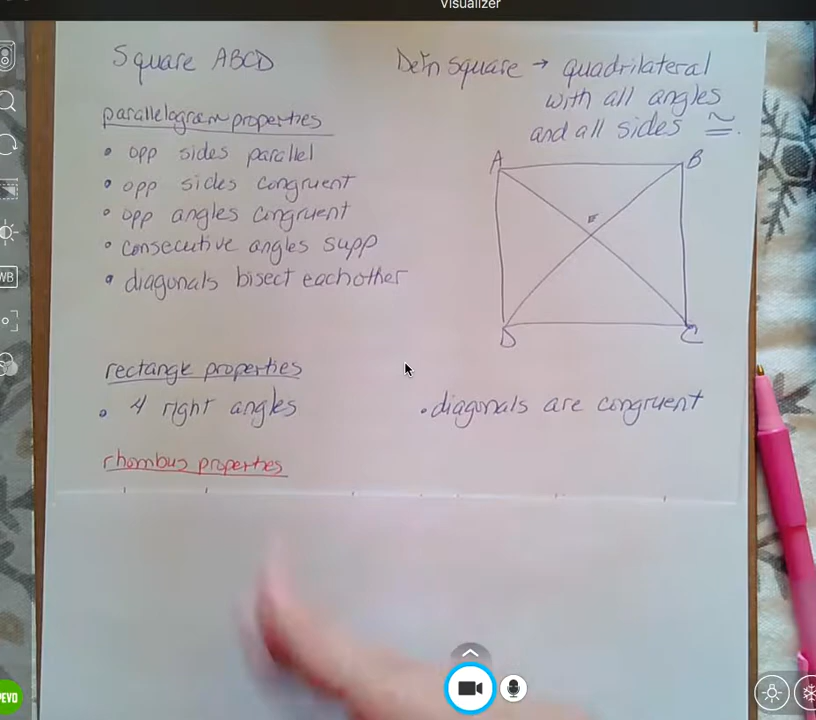 Visualizer
Square ABCD
Def'n square → quadrilateral
with all angles
and all sides ≅.
parallelogram properties
• opp sides parallel
• opp sides congruent
• opp angles congruent
• consecutive angles supp
• diagonals bisect eachother
A B
E
D C
rectangle properties
• 4 right angles
• diagonals are congruent
rhombus properties
WB